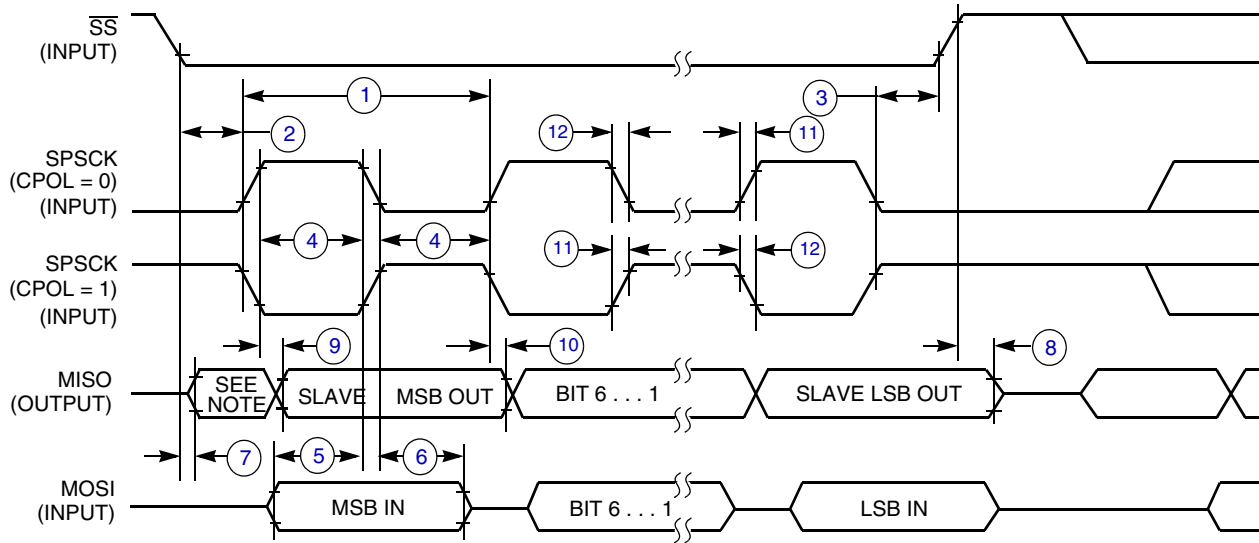 SS
(INPUT)
1
3
2
12
11
SPSCK
(CPOL = 0)
(INPUT)
4
4
11
12
SPSCK
(CPOL = 1)
(INPUT)
9
10
8
MISO
(OUTPUT)
SEE
NOTE
SLAVE
MSB OUT
BIT 6 . . . 1
SLAVE LSB OUT
7
5
6
MOSI
(INPUT)
MSB IN
BIT 6 . . . 1
LSB IN